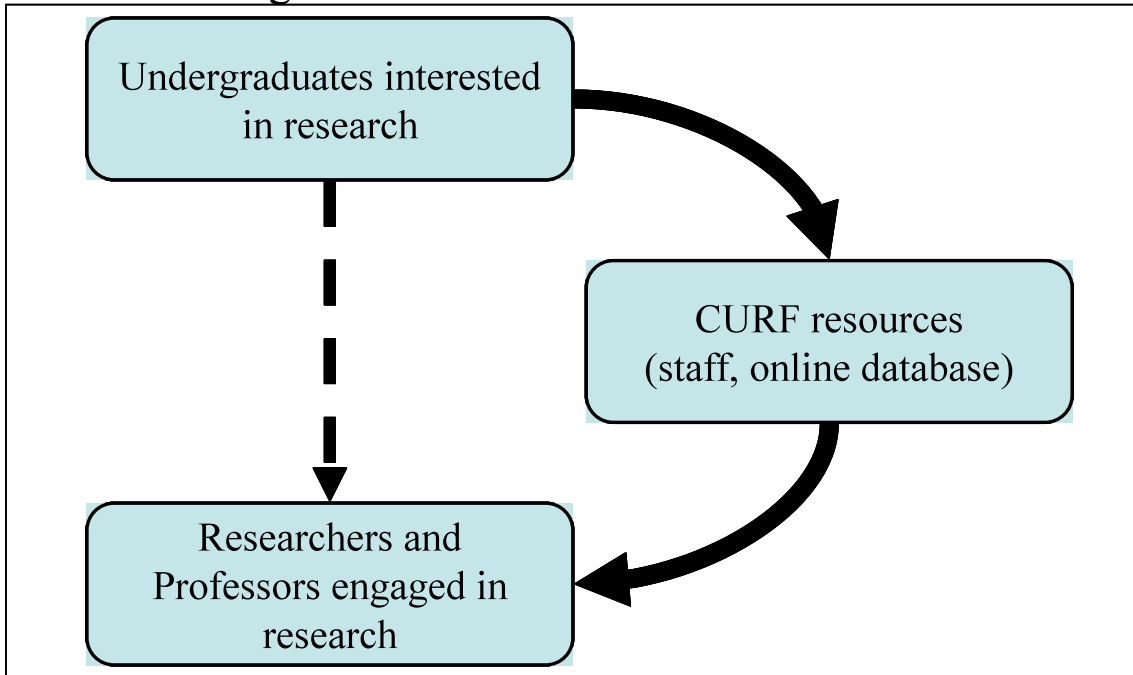 Undergraduates interested
in research
CURF resources
(staff, online database)
Researchers and
Professors engaged in
research